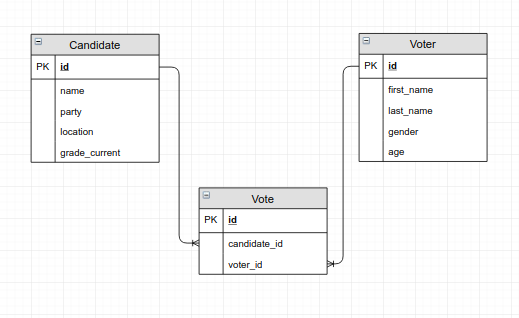 Candidate
PK id
name
party
location
grade_current
Voter
PK id
first_name
last_name
gender
age
Vote
PK id
candidate_id
voter_id